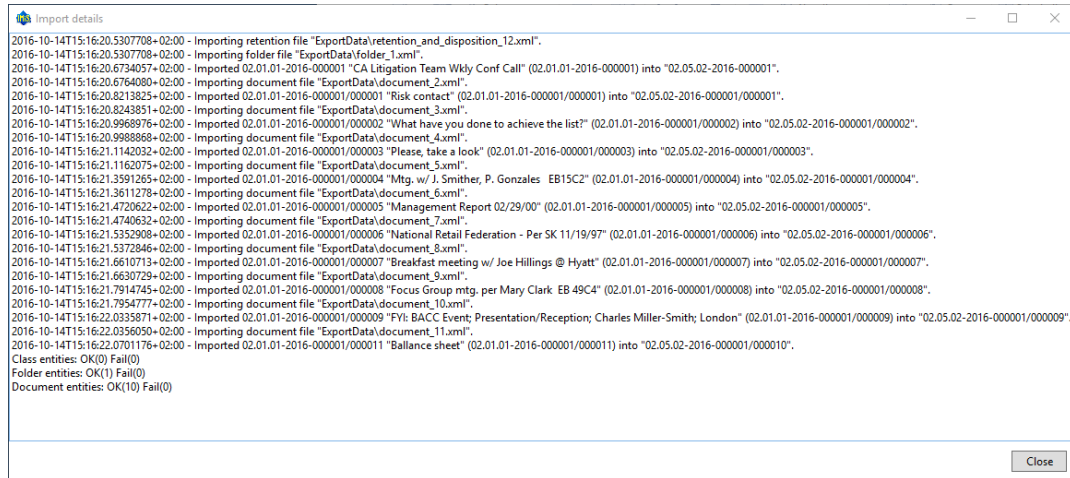 IMiS
Import details
2016-10-14T15:16:20.5307708+02:00 - Importing retention file "ExportData\retention_and_disposition_12.xml".
2016-10-14T15:16:20.5307708+02:00 - Importing folder file "ExportData\folder_1.xml".
2016-10-14T15:16:20.6734057+02:00 - Imported 02.01.01-2016-000001 "CA Litigation Team Wkly Conf Call" (02.01.01-2016-000001) into "02.05.02-2016-000001".
2016-10-14T15:16:20.6764080+02:00 - Importing document file "ExportData\document_2.xml".
2016-10-14T15:16:20.8213825+02:00 - Imported 02.01.01-2016-000001/000001 "Risk contact" (02.01.01-2016-000001/000001) into "02.05.02-2016-000001/000001".
2016-10-14T15:16:20.8243851+02:00 - Importing document file "ExportData\document_3.xml".
2016-10-14T15:16:20.9968976+02:00 - Imported 02.01.01-2016-000001/000002 "What have you done to achieve the list?" (02.01.01-2016-000001/000002) into "02.05.02-2016-000001/000002".
2016-10-14T15:16:20.9988868+02:00 - Importing document file "ExportData\document_4.xml".
2016-10-14T15:16:21.1142032+02:00 - Imported 02.01.01-2016-000001/000003 "Please, take a look" (02.01.01-2016-000001/000003) into "02.05.02-2016-000001/000003".
2016-10-14T15:16:21.1162075+02:00 - Importing document file "ExportData\document_5.xml".
2016-10-14T15:16:21.3591265+02:00 - Imported 02.01.01-2016-000001/000004 "Mtg. w/ J. Smither, P. Gonzales   EB15C2" (02.01.01-2016-000001/000004) into "02.05.02-2016-000001/000004".
2016-10-14T15:16:21.3611278+02:00 - Importing document file "ExportData\document_6.xml".
2016-10-14T15:16:21.4720622+02:00 - Imported 02.01.01-2016-000001/000005 "Management Report 02/29/00" (02.01.01-2016-000001/000005) into "02.05.02-2016-000001/000005".
2016-10-14T15:16:21.4740632+02:00 - Importing document file "ExportData\document_7.xml".
2016-10-14T15:16:21.5352908+02:00 - Imported 02.01.01-2016-000001/000006 "National Retail Federation - Per SK 11/19/97" (02.01.01-2016-000001/000006) into "02.05.02-2016-000001/000006".
2016-10-14T15:16:21.5372846+02:00 - Importing document file "ExportData\document_8.xml".
2016-10-14T15:16:21.6610713+02:00 - Imported 02.01.01-2016-000001/000007 "Breakfast meeting w/ Joe Hillings @ Hyatt" (02.01.01-2016-000001/000007) into "02.05.02-2016-000001/000007".
2016-10-14T15:16:21.6630729+02:00 - Importing document file "ExportData\document_9.xml".
2016-10-14T15:16:21.7914745+02:00 - Imported 02.01.01-2016-000001/000008 "Focus Group mtg. per Mary Clark  EB 49C4" (02.01.01-2016-000001/000008) into "02.05.02-2016-000001/000008".
2016-10-14T15:16:21.7954777+02:00 - Importing document file "ExportData\document_10.xml".
2016-10-14T15:16:22.0335871+02:00 - Imported 02.01.01-2016-000001/000009 "FYI: BACC Event; Presentation/Reception; Charles Miller-Smith; London" (02.01.01-2016-000001/000009) into "02.05.02-2016-000001/000009".
2016-10-14T15:16:22.0356050+02:00 - Importing document file "ExportData\document_11.xml".
2016-10-14T15:16:22.0701176+02:00 - Imported 02.01.01-2016-000001/000011 "Ballance sheet" (02.01.01-2016-000001/000011) into "02.05.02-2016-000001/000010".
Class entities: OK(0) Fail(0)
Folder entities: OK(1) Fail(0)
Document entities: OK(10) Fail(0)
Close